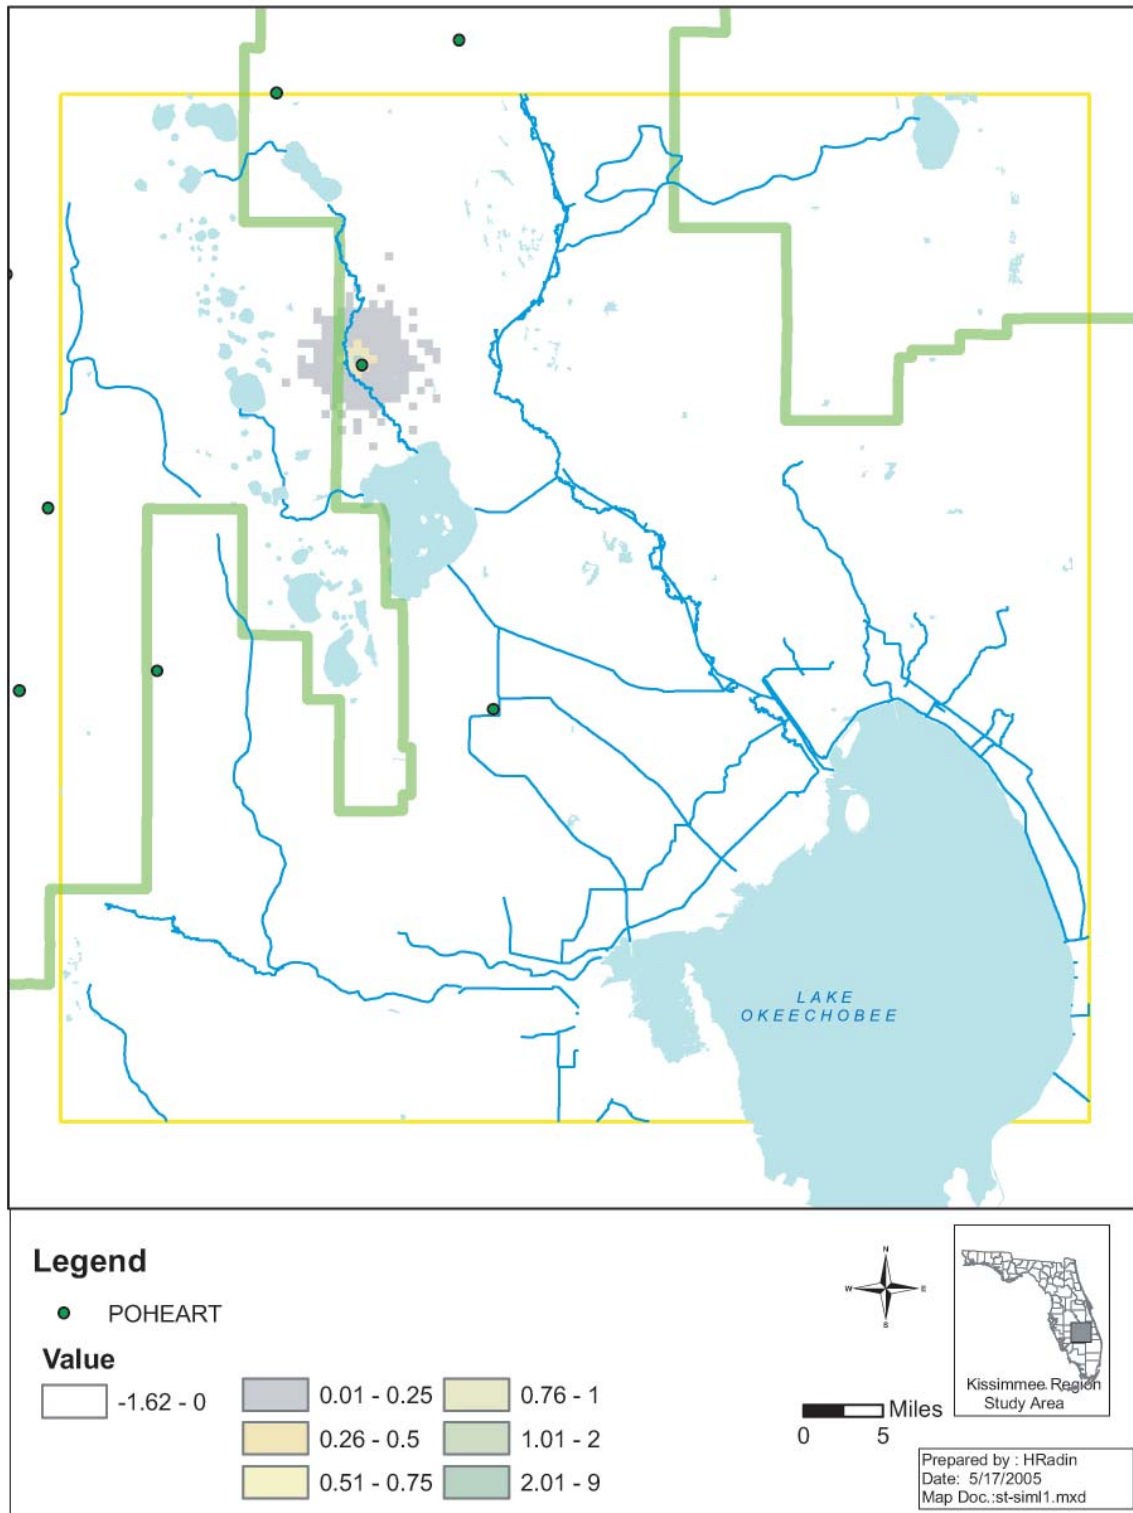 LAKE
OKEECHOBEE
Legend
POHEART
Value
-1.62 - 0
0.01 - 0.25
0.26 - 0.5
0.51 - 0.75
0.76 - 1
1.01 - 2
2.01 - 9
N
W
E
S
Miles
0
5
Kissimmee Region
Study Area
Prepared by : HRadin
Date: 5/17/2005
Map Doc.:st-siml1.mxd